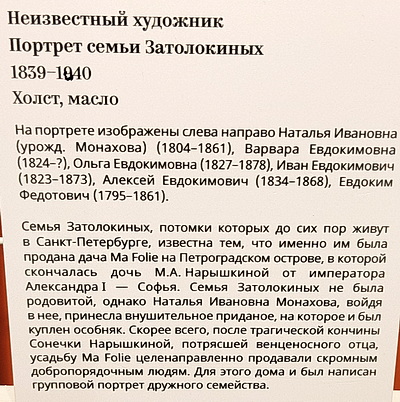 Неизвестный художник
Портрет семьи Затолокиных
1839–1840
Холст, масло
На портрете изображены слева направо Наталья Ивановна
(урожд. Монахова) (1804–1861), Варвара Евдокимовна
(1824–?), Ольга Евдокимовна (1827–1878), Иван Евдокимович
(1823–1873), Алексей Евдокимович (1834–1868), Евдоким
Федотович (1795–1861).
Семья Затолокиных, потомки которых до сих пор живут
в Санкт-Петербурге, известна тем, что именно им была
продана дача Ma Folie на Петроградском острове, в которой
скончалась дочь М.А. Нарышкиной от императора
Александра I — Софья. Семья Затолокиных не была
родовитой, однако Наталья Ивановна Монахова, войдя
в нее, принесла внушительное приданое, на которое и был
куплен особняк. Скорее всего, после трагической кончины
Сонечки Нарышкиной, потрясшей венценосного отца,
усадьбу Ma Folie целенаправленно продавали скромным
добропорядочным людям. Для этого дома и был написан
групповой портрет дружного семейства.